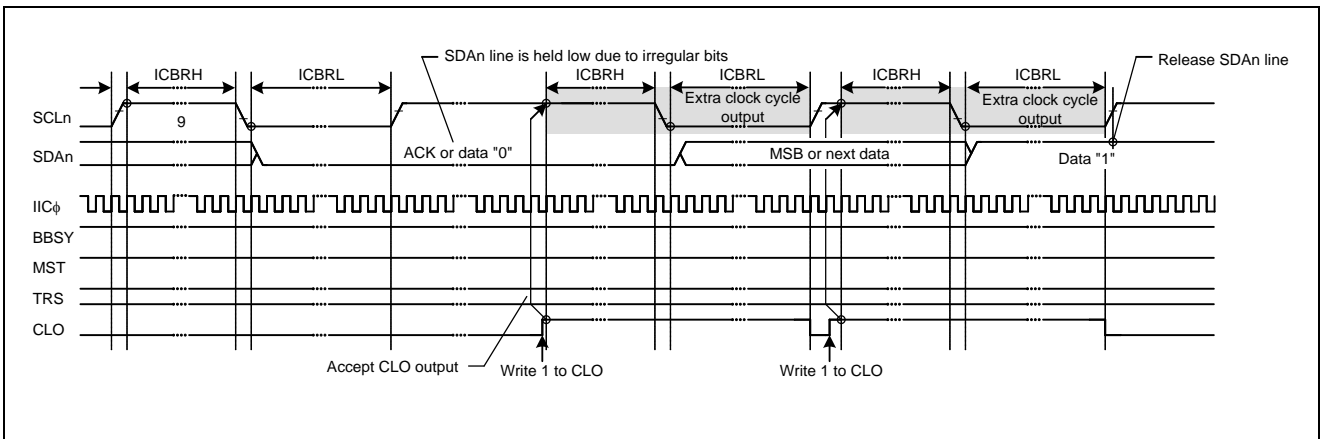 SDAn line is held low due to irregular bits
Release SDAn line
ICBRH
ICBRL
ICBRH
ICBRL
ICBRH
ICBRL
Extra clock cycle
output
Extra clock cycle
output
SCLn
9
SDAn
ACK or data "0"
MSB or next data
Data "1"
IICϕ
BBSY
MST
TRS
CLO
Accept CLO output
Write 1 to CLO
Write 1 to CLO